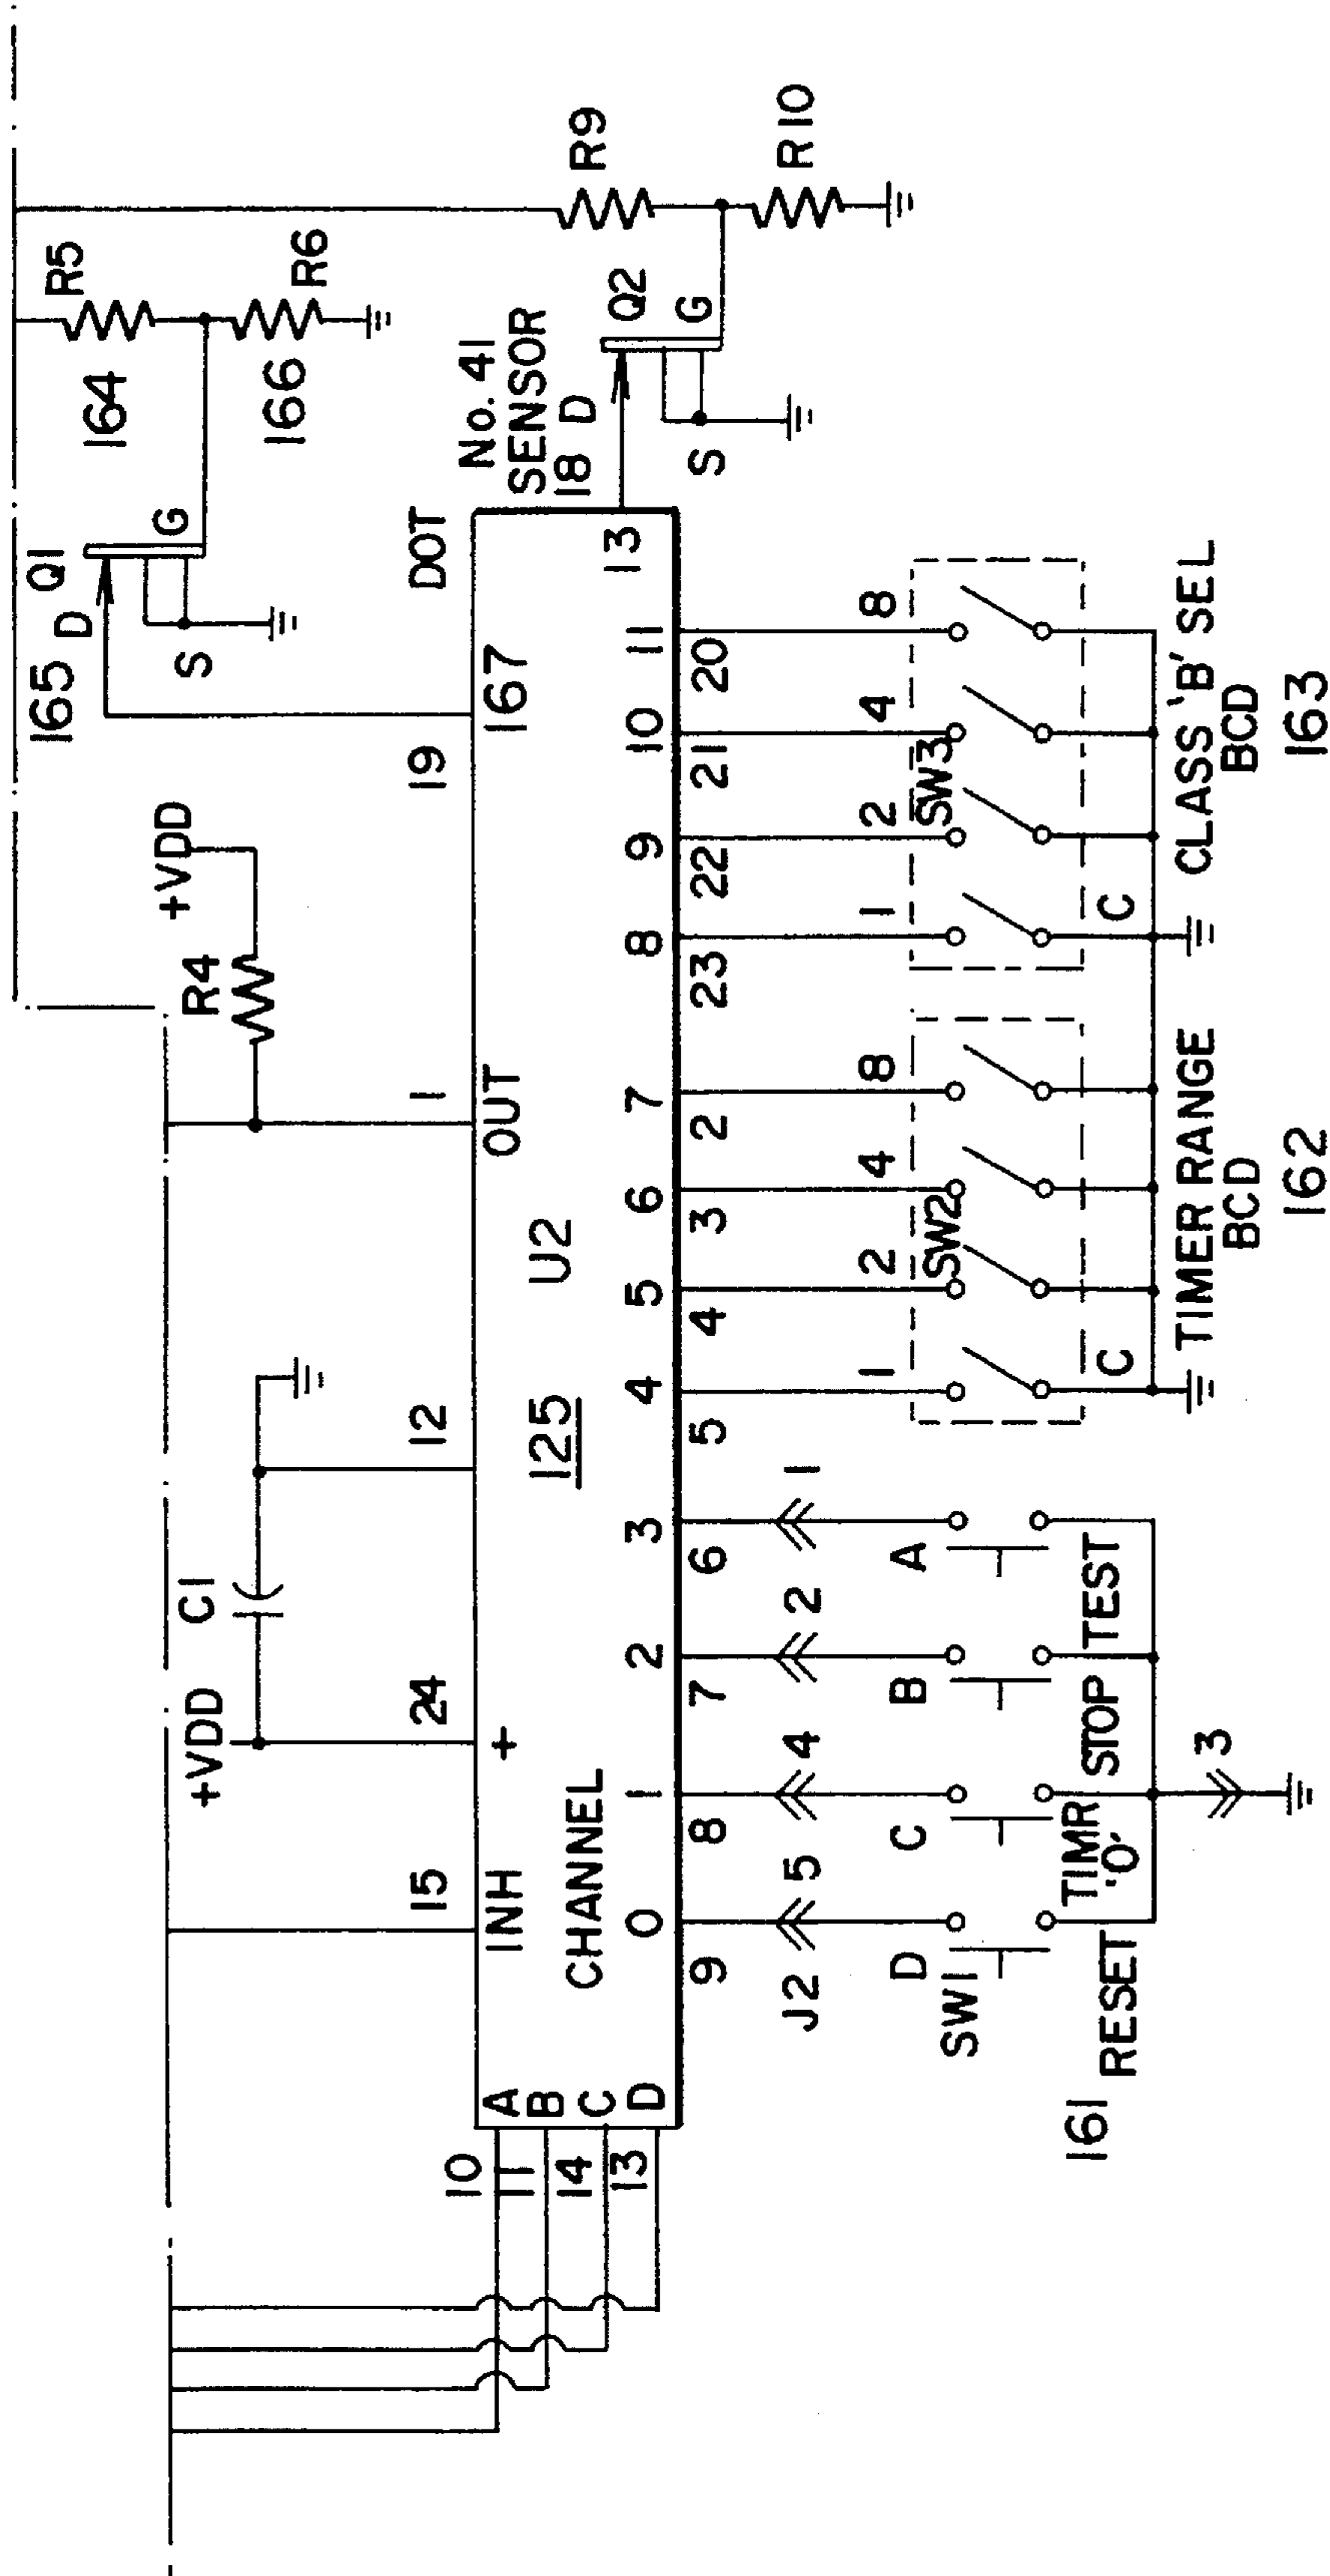 165 Q1
D
G
S
R5
164
166
R6
+VDD
R4
C1
+VDD
15
24
12
1
19
DOT
No. 41
SENSOR
18 D
Q2
G
S
R9
R10
INH
+
OUT
167
CHANNEL
125
U2
13
A
B
C
D
10
11
14
13
0 1 2 3 4 5 6 7 8 9 10 11
9 8 7 6 5 4 3 2 23 22 21 20
J2 5 4 2 1
1 2 4 8
1 2 4 8
D C B A
SW1
SW2
SW3
161
RESET
TIMR
'O'
STOP
TEST
3
C
C
TIMER RANGE
BCD
162
CLASS 'B' SEL
BCD
163